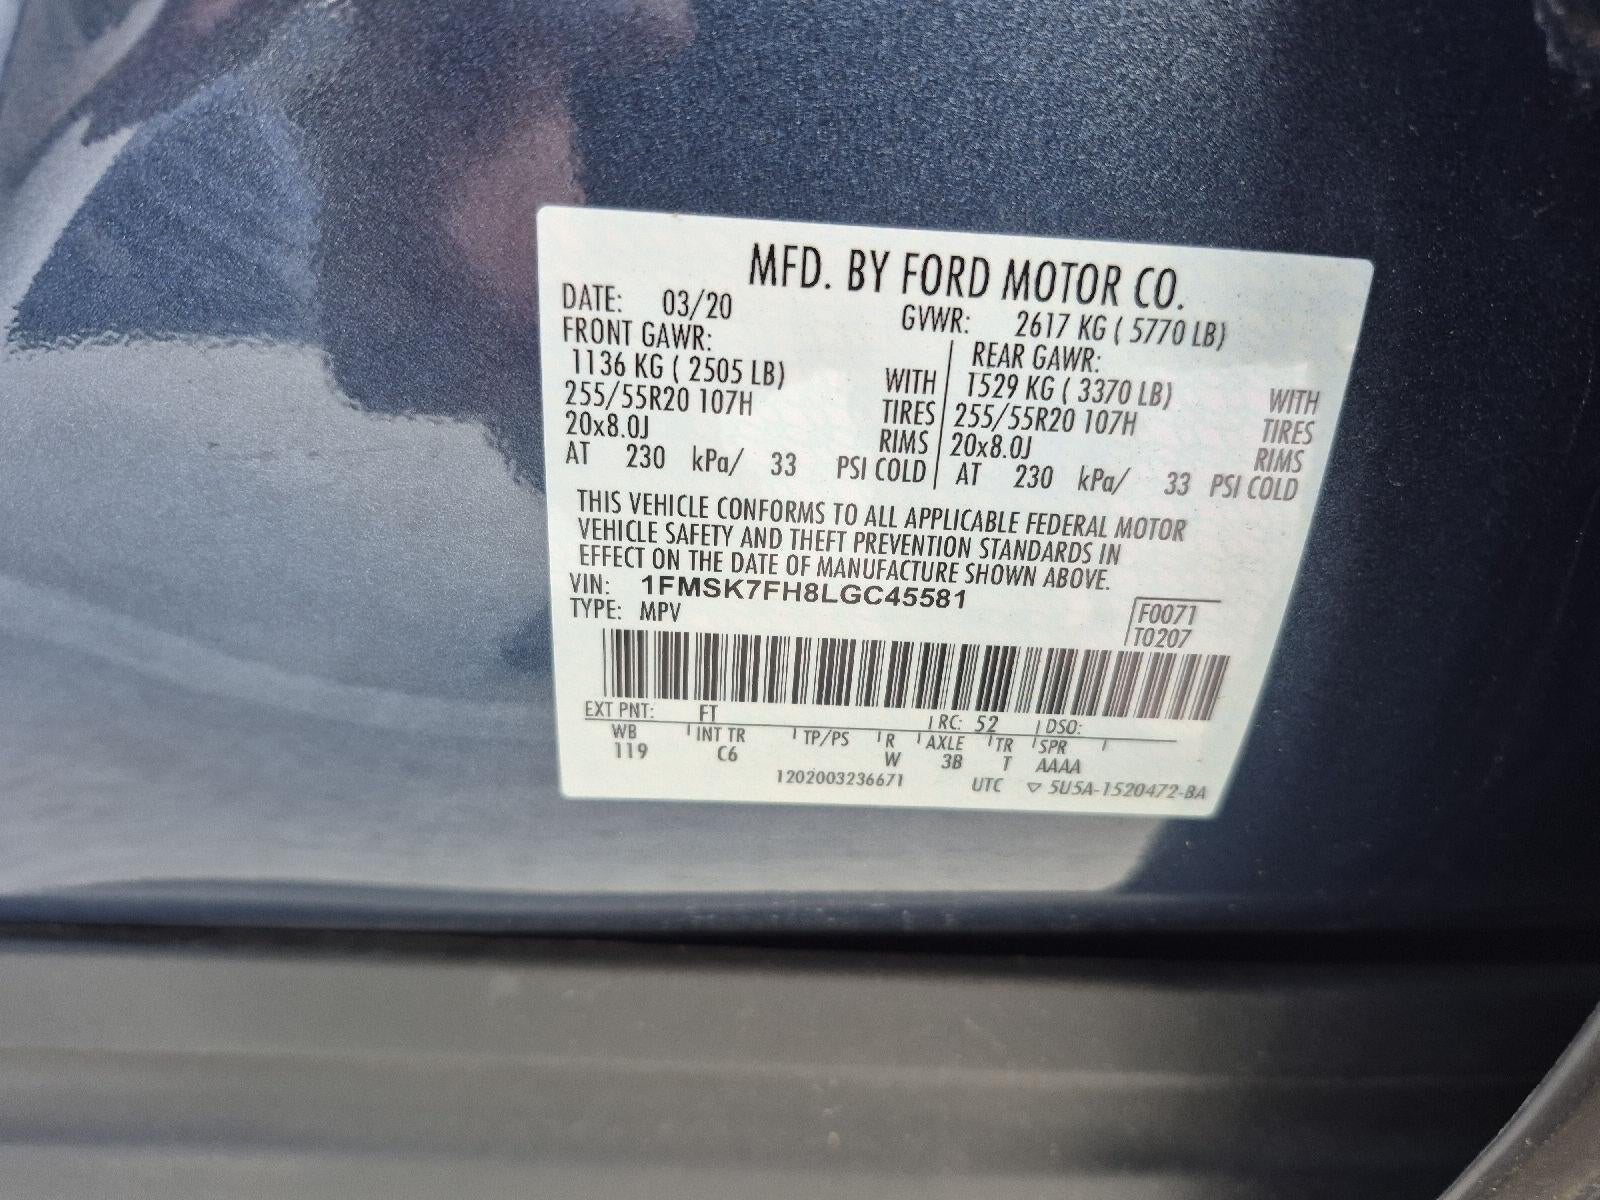 MFD. BY FORD MOTOR CO.
DATE: 03/20 GVWR: 2617 KG ( 5770 LB)
FRONT GAWR: REAR GAWR:
1136 KG ( 2505 LB) WITH 1529 KG ( 3370 LB) WITH
255/55R20 107H TIRES 255/55R20 107H TIRES
20x8.0J RIMS 20x8.0J RIMS
AT 230 kPa/ 33 PSI COLD AT 230 kPa/ 33 PSI COLD
THIS VEHICLE CONFORMS TO ALL APPLICABLE FEDERAL MOTOR
VEHICLE SAFETY AND THEFT PREVENTION STANDARDS IN
EFFECT ON THE DATE OF MANUFACTURE SHOWN ABOVE.
VIN: 1FMSK7FH8LGC45581
TYPE: MPV F0071
T0207
EXT PNT: FT RC: 52 DSO:
WB INT TR TP/PS R AXLE TR SPR
119 C6 W 3B T AAAA
1202003236671 UTC ▽ 5U5A-1520472-BA